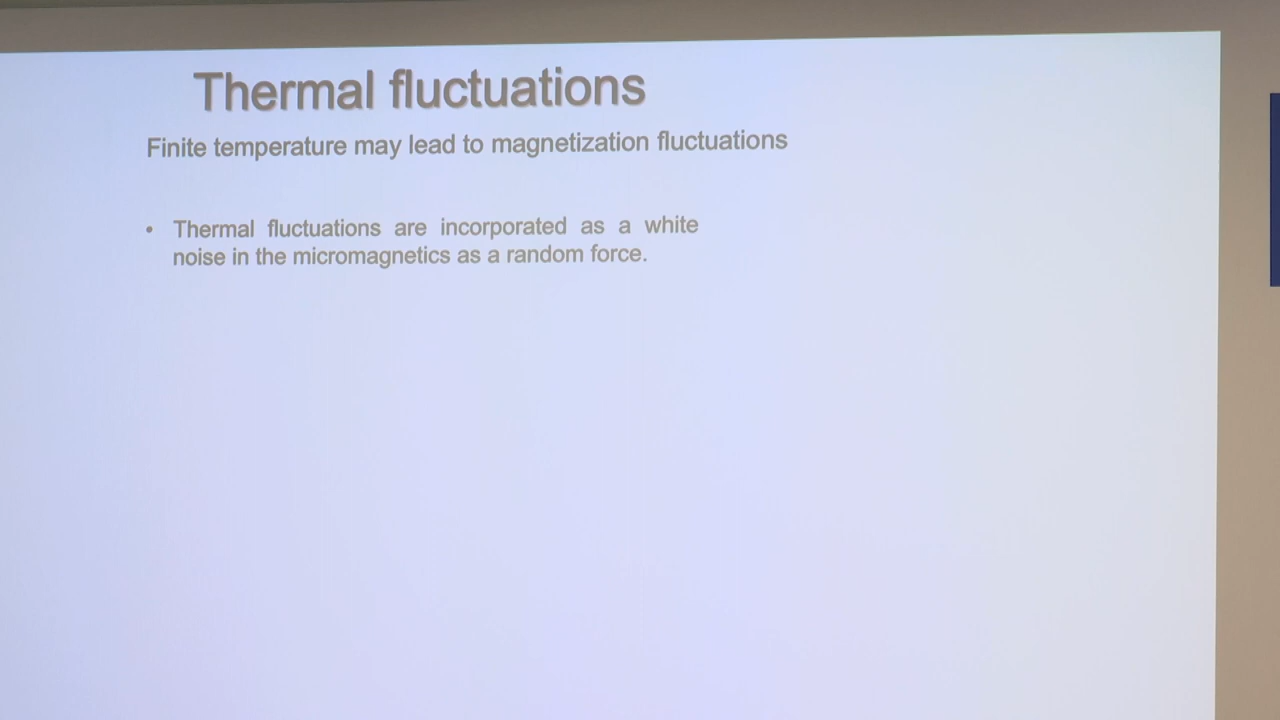 Thermal fluctuations
Finite temperature may lead to magnetization fluctuations
• Thermal fluctuations are incorporated as a white
noise in the micromagnetics as a random force.